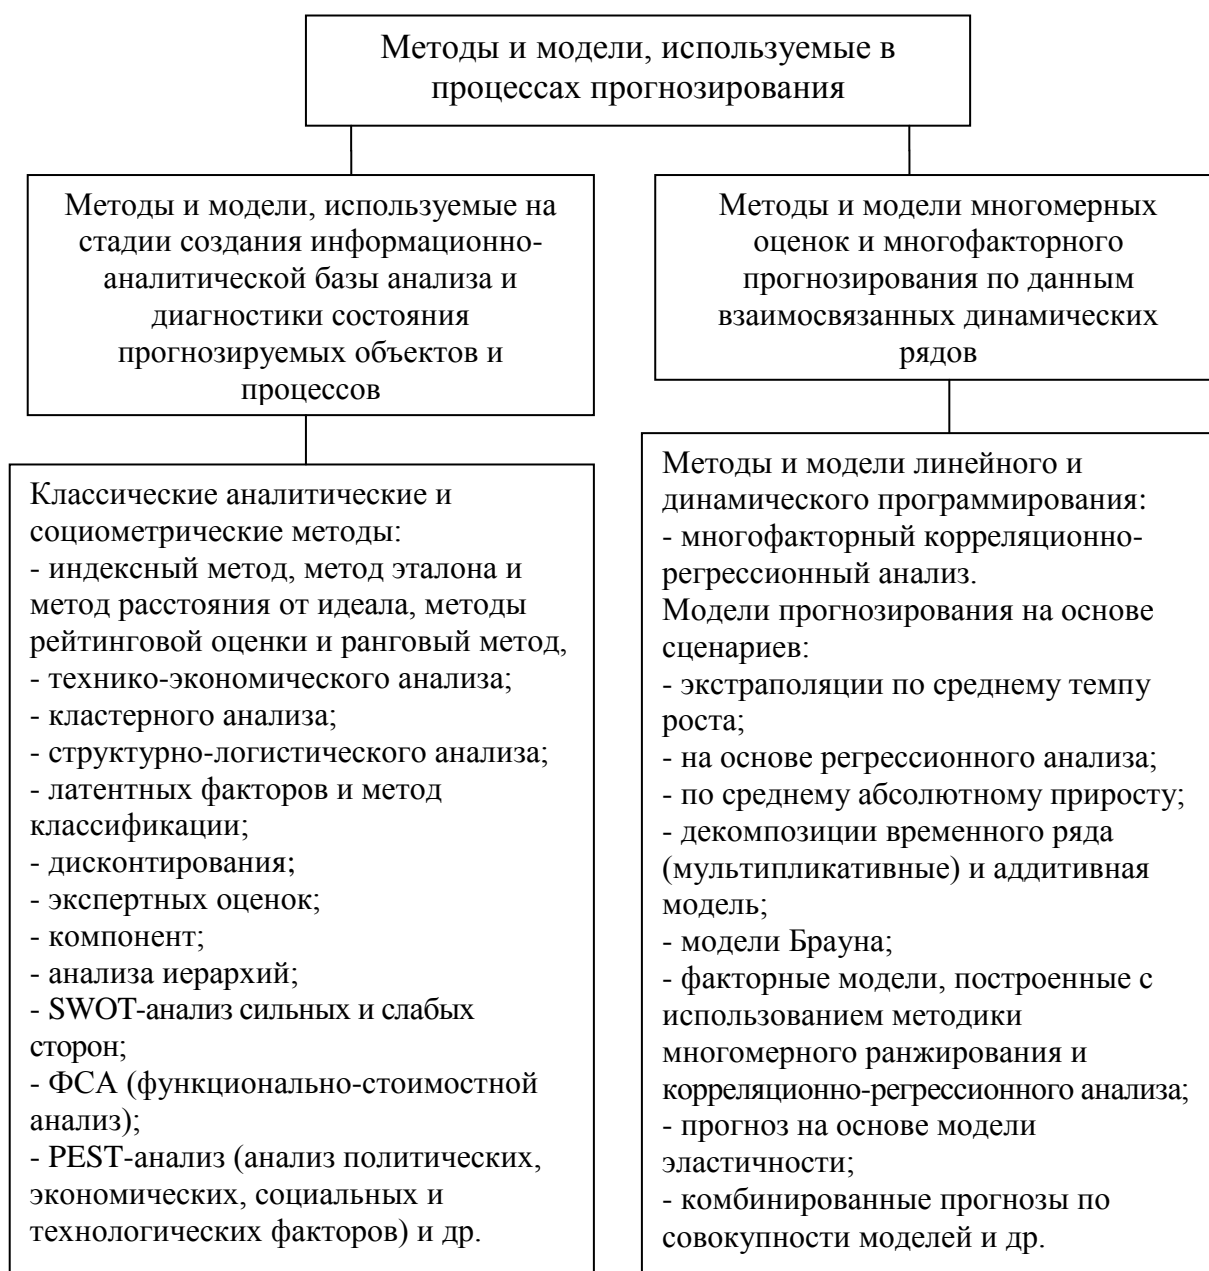 Методы и модели, используемые в
процессах прогнозирования
Методы и модели, используемые на
стадии создания информационно-
аналитической базы анализа и
диагностики состояния
прогнозируемых объектов и
процессов
Методы и модели многомерных
оценок и многофакторного
прогнозирования по данным
взаимосвязанных динамических
рядов
Классические аналитические и
социометрические методы:
- индексный метод, метод эталона и
метод расстояния от идеала, методы
рейтинговой оценки и ранговый метод,
- технико-экономического анализа;
- кластерного анализа;
- структурно-логистического анализа;
- латентных факторов и метод
классификации;
- дисконтирования;
- экспертных оценок;
- компонент;
- анализа иерархий;
- SWOT-анализ сильных и слабых
сторон;
- ФСА (функционально-стоимостной
анализ);
- PEST-анализ (анализ политических,
экономических, социальных и
технологических факторов) и др.
Методы и модели линейного и
динамического программирования:
- многофакторный корреляционно-
регрессионный анализ.
Модели прогнозирования на основе
сценариев:
- экстраполяции по среднему темпу
роста;
- на основе регрессионного анализа;
- по среднему абсолютному приросту;
- декомпозиции временного ряда
(мультипликативные) и аддитивная
модель;
- модели Брауна;
- факторные модели, построенные с
использованием методики
многомерного ранжирования и
корреляционно-регрессионного анализа;
- прогноз на основе модели
эластичности;
- комбинированные прогнозы по
совокупности моделей и др.